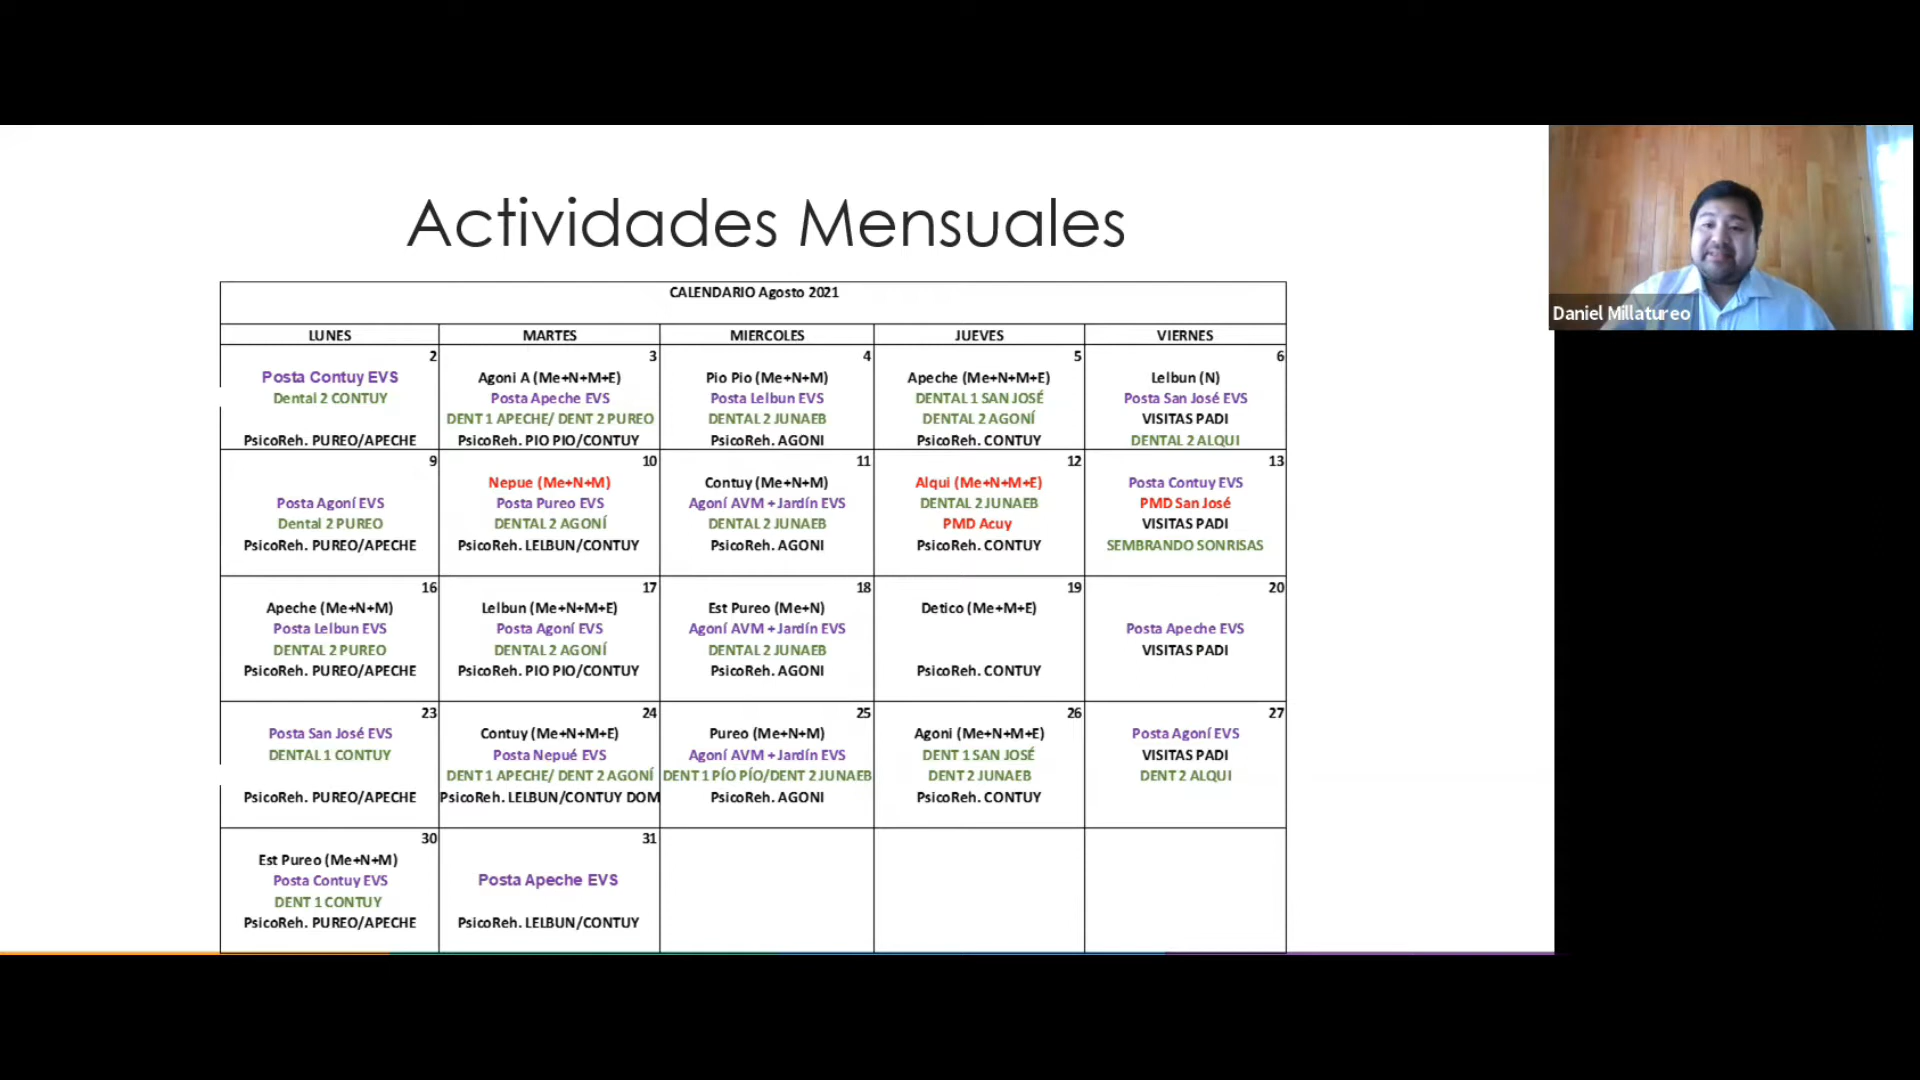 Actividades Mensuales
CALENDARIO Agosto 2021
LUNES MARTES MIERCOLES JUEVES VIERNES
2
Posta Contuy EVS
Dental 2 CONTUY
PsicoReh. PUREO/APECHE
3
Agoni A (Me+N+M+E)
Posta Apeche EVS
DENT 1 APECHE/ DENT 2 PUREO
PsicoReh. PIO PIO/CONTUY
4
Pio Pio (Me+N+M)
Posta Lelbun EVS
DENTAL 2 JUNAEB
PsicoReh. AGONI
5
Apeche (Me+N+M+E)
DENTAL 1 SAN JOSÉ
DENTAL 2 AGONÍ
PsicoReh. CONTUY
6
Lelbun (N)
Posta San José EVS
VISITAS PADI
DENTAL 2 ALQUI
9
Posta Agoní EVS
Dental 2 PUREO
PsicoReh. PUREO/APECHE
10
Nepue (Me+N+M)
Posta Pureo EVS
DENTAL 2 AGONÍ
PsicoReh. LELBUN/CONTUY
11
Contuy (Me+N+M)
Agoní AVM + Jardín EVS
DENTAL 2 JUNAEB
PsicoReh. AGONI
12
Alqui (Me+N+M+E)
DENTAL 2 JUNAEB
PMD Acuy
PsicoReh. CONTUY
13
Posta Contuy EVS
PMD San José
VISITAS PADI
SEMBRANDO SONRISAS
16
Apeche (Me+N+M)
Posta Lelbun EVS
DENTAL 2 PUREO
PsicoReh. PUREO/APECHE
17
Lelbun (Me+N+M+E)
Posta Agoní EVS
DENTAL 2 AGONÍ
PsicoReh. PIO PIO/CONTUY
18
Est Pureo (Me+N)
Agoní AVM + Jardín EVS
DENTAL 2 JUNAEB
PsicoReh. AGONI
19
Detico (Me+M+E)
PsicoReh. CONTUY
20
Posta Apeche EVS
VISITAS PADI
23
Posta San José EVS
DENTAL 1 CONTUY
PsicoReh. PUREO/APECHE
24
Contuy (Me+N+M+E)
Posta Nepué EVS
DENT 1 APECHE/ DENT 2 AGONÍ
PsicoReh. LELBUN/CONTUY DOM
25
Pureo (Me+N+M)
Agoní AVM + Jardín EVS
DENT 1 PÍO PÍO/DENT 2 JUNAEB
PsicoReh. AGONI
26
Agoni (Me+N+M+E)
DENT 1 SAN JOSÉ
DENT 2 JUNAEB
PsicoReh. CONTUY
27
Posta Agoní EVS
VISITAS PADI
DENT 2 ALQUI
30
Est Pureo (Me+N+M)
Posta Contuy EVS
DENT 1 CONTUY
PsicoReh. PUREO/APECHE
31
Posta Apeche EVS
PsicoReh. LELBUN/CONTUY
Daniel Millatureo